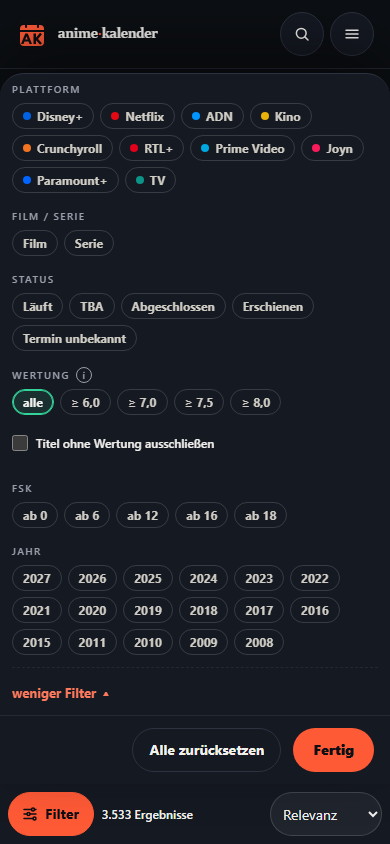 AK anime·kalender
PLATTFORM
Disney+ Netflix ADN Kino
Crunchyroll RTL+ Prime Video Joyn
Paramount+ TV
FILM / SERIE
Film Serie
STATUS
Läuft TBA Abgeschlossen Erschienen
Termin unbekannt
WERTUNG i
alle ≥ 6,0 ≥ 7,0 ≥ 7,5 ≥ 8,0
Titel ohne Wertung ausschließen
FSK
ab 0 ab 6 ab 12 ab 16 ab 18
JAHR
2027 2026 2025 2024 2023 2022
2021 2020 2019 2018 2017 2016
2015 2011 2010 2009 2008
weniger Filter
Alle zurücksetzen Fertig
Filter 3.533 Ergebnisse Relevanz